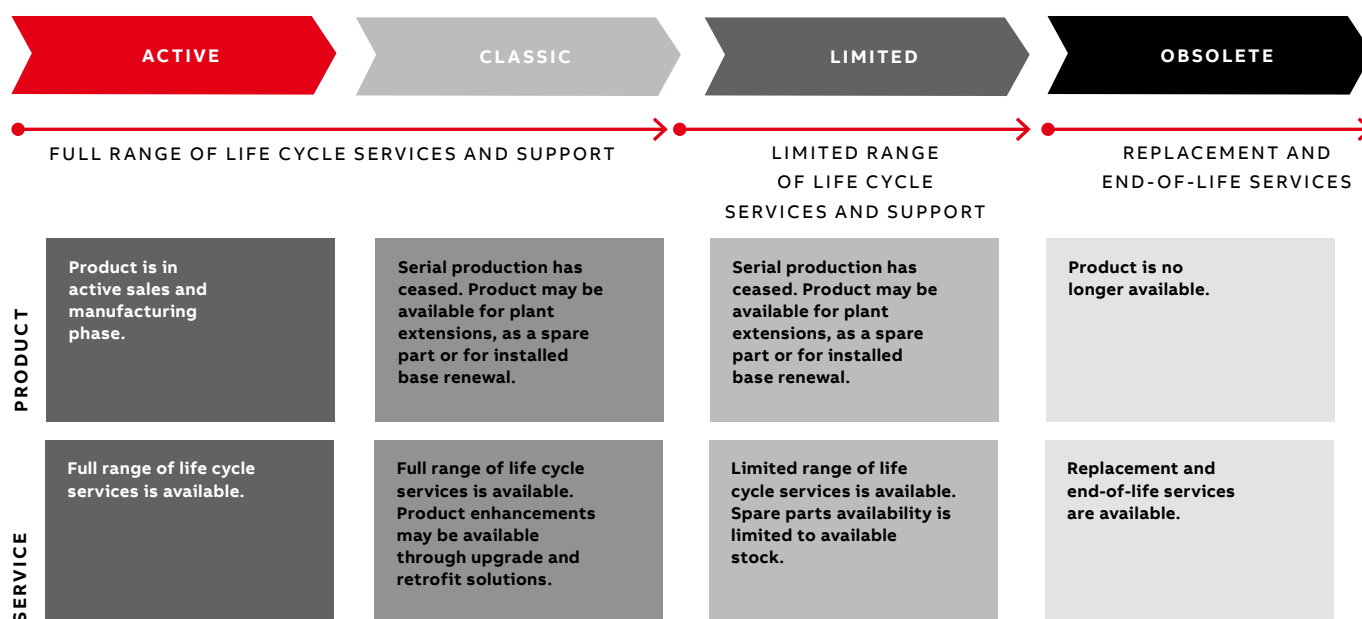 ACTIVE
CLASSIC
LIMITED
OBSOLETE
FULL RANGE OF LIFE CYCLE SERVICES AND SUPPORT
LIMITED RANGE
OF LIFE CYCLE
SERVICES AND SUPPORT
REPLACEMENT AND
END-OF-LIFE SERVICES
PRODUCT
Product is in
active sales and
manufacturing
phase.
Serial production has
ceased. Product may be
available for plant
extensions, as a spare
part or for installed
base renewal.
Serial production has
ceased. Product may be
available for plant
extensions, as a spare
part or for installed
base renewal.
Product is no
longer available.
SERVICE
Full range of life cycle
services is available.
Full range of life cycle
services is available.
Product enhancements
may be available
through upgrade and
retrofit solutions.
Limited range of life
cycle services is available.
Spare parts availability is
limited to available
stock.
Replacement and
end-of-life services
are available.